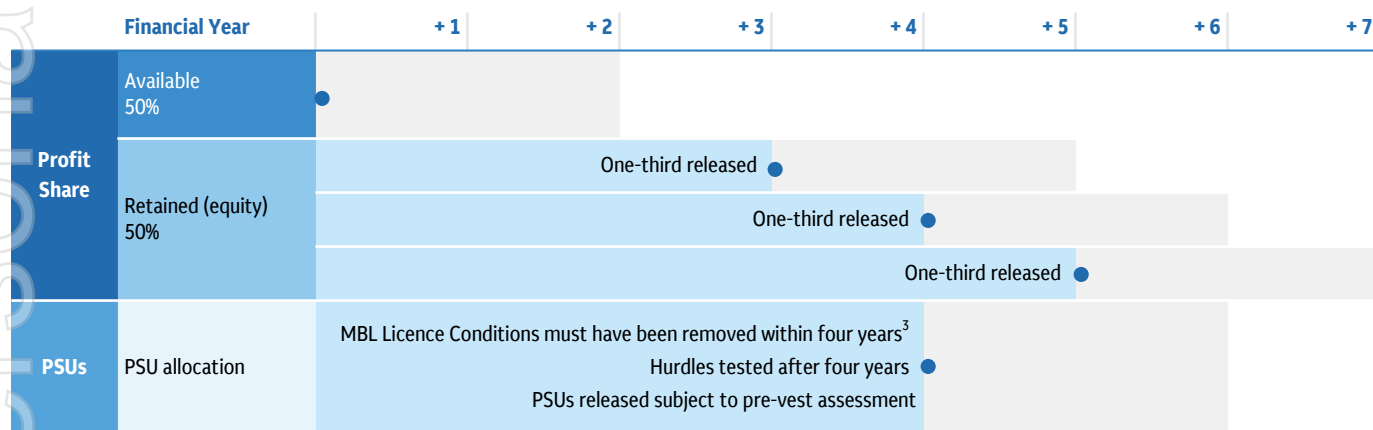 Financial Year + 1 + 2 + 3 + 4 + 5 + 6 + 7
Available
50%
Profit
Share
Retained (equity)
50%
One-third released
One-third released
One-third released
PSUs
PSU allocation
MBL Licence Conditions must have been removed within four years³
Hurdles tested after four years
PSUs released subject to pre-vest assessment